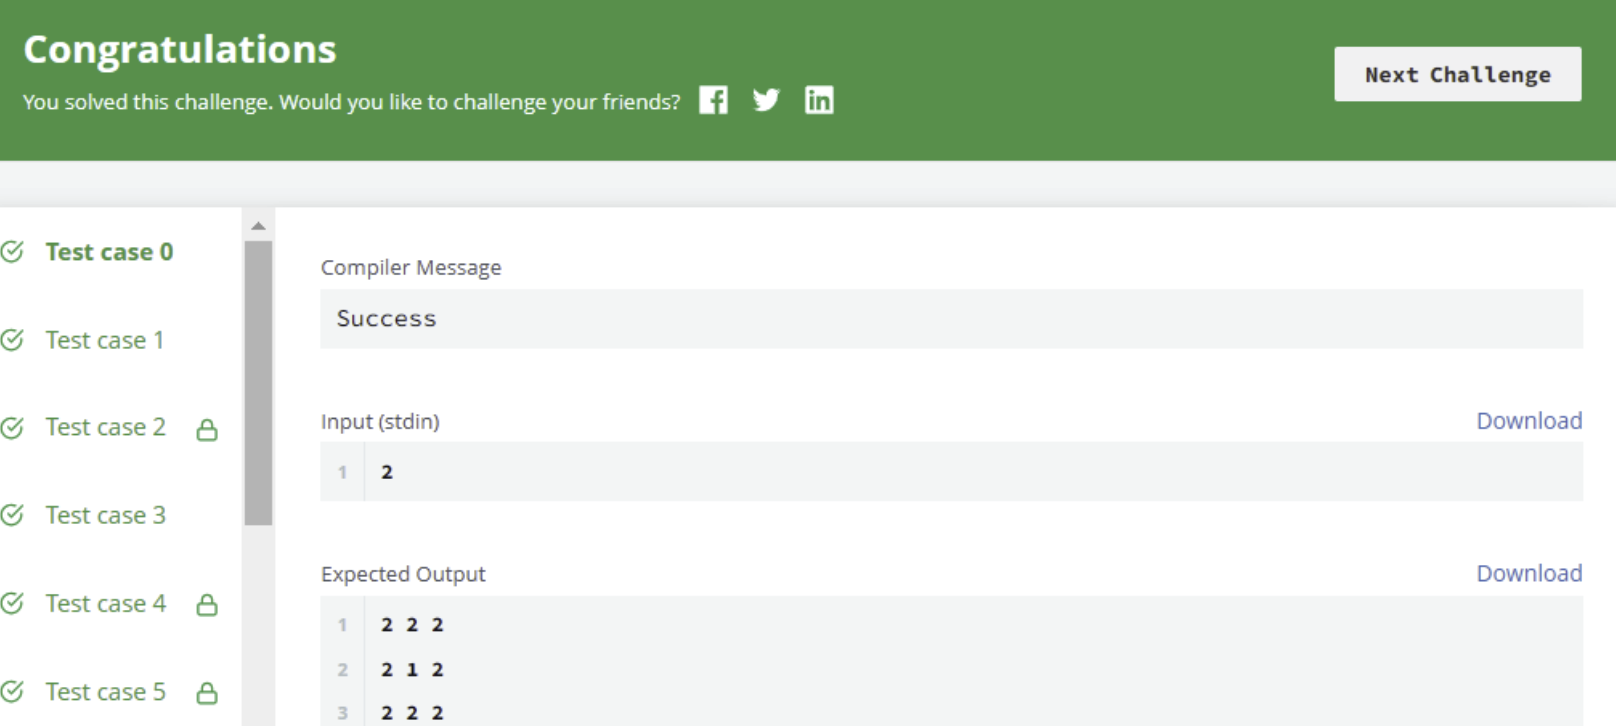 Congratulations
You solved this challenge. Would you like to challenge your friends?
Next Challenge
Test case 0
Test case 1
Test case 2
Test case 3
Test case 4
Test case 5
Compiler Message
Success
Input (stdin)
Download
1 2
Expected Output
Download
1 2 2 2
2 2 1 2
3 2 2 2